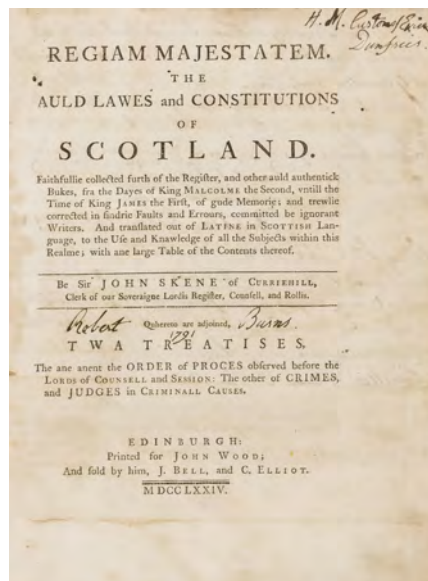 H. M. Customs/Excise
Dumfries.
REGIAM MAJESTATEM.
THE
AULD LAWES and CONSTITUTIONS
OF
SCOTLAND.
Faithfullie collected furth of the Regiſter, and other auld authentick
Bukes, fra the Dayes of King MALCOLME the Second, vntill the
Time of King JAMES the Firſt, of gude Memorie; and trewlie
corrected in ſindrie Faults and Errours, committed be ignorant
Writers. And tranſlated out of LATINE in SCOTTISH Lan-
guage, to the Uſe and Knawledge of all the Subjects within this
Realme; with ane large Table of the Contents thereof.
Be Sir JOHN SKENE of CURRIEHILL,
Clerk of our Soveraigne Lordis Regiſter, Counſell, and Rollis.
Robert Quhereto are adjoined, Burns.
1791
TWA TREATISES,
The ane anent the ORDER of PROCES obſerved before the
LORDS of COUNSELL and SESSION: The other of CRIMES,
and JUDGES in CRIMINALL CAUSES.
EDINBURGH:
Printed for JOHN WOOD;
And ſold by him, J. BELL, and C. ELLIOT.
MDCCLXXIV.